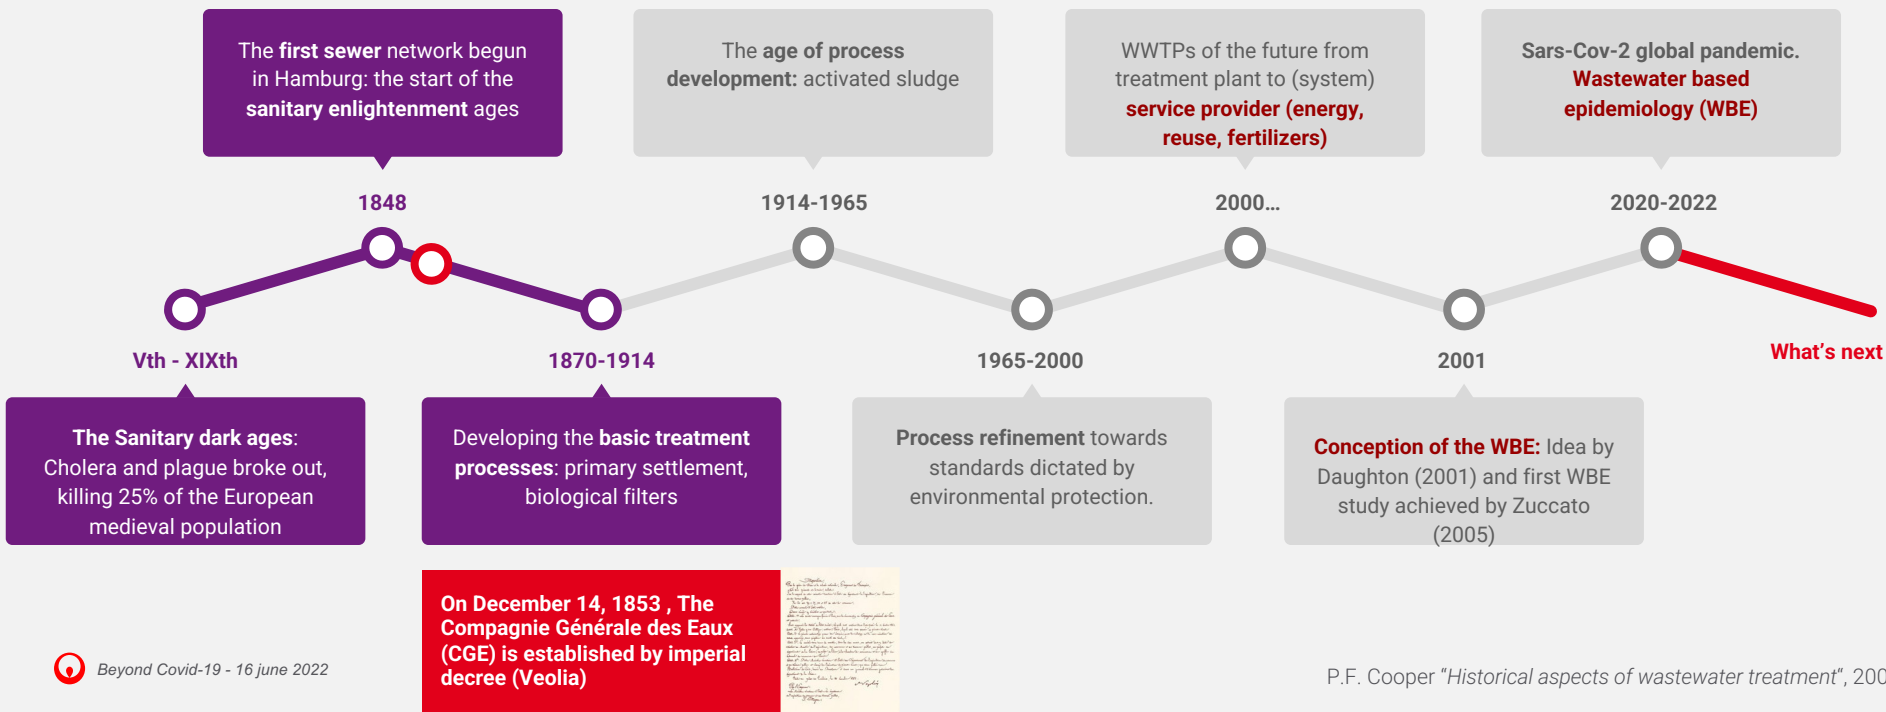 The first sewer network begun
in Hamburg: the start of the
sanitary enlightenment ages
The age of process
development: activated sludge
WWTPs of the future from
treatment plant to (system)
service provider (energy,
reuse, fertilizers)
Sars-Cov-2 global pandemic.
Wastewater based
epidemiology (WBE)
1848
1914-1965
2000…
2020-2022
Vth - XIXth
1870-1914
1965-2000
2001
What's next
The Sanitary dark ages:
Cholera and plague broke out,
killing 25% of the European
medieval population
Developing the basic treatment
processes: primary settlement,
biological filters
Process refinement towards
standards dictated by
environmental protection.
Conception of the WBE: Idea by
Daughton (2001) and first WBE
study achieved by Zuccato
(2005)
On December 14, 1853 , The
Compagnie Générale des Eaux
(CGE) is established by imperial
decree (Veolia)
Beyond Covid-19 - 16 june 2022
P.F. Cooper "Historical aspects of wastewater treatment", 200